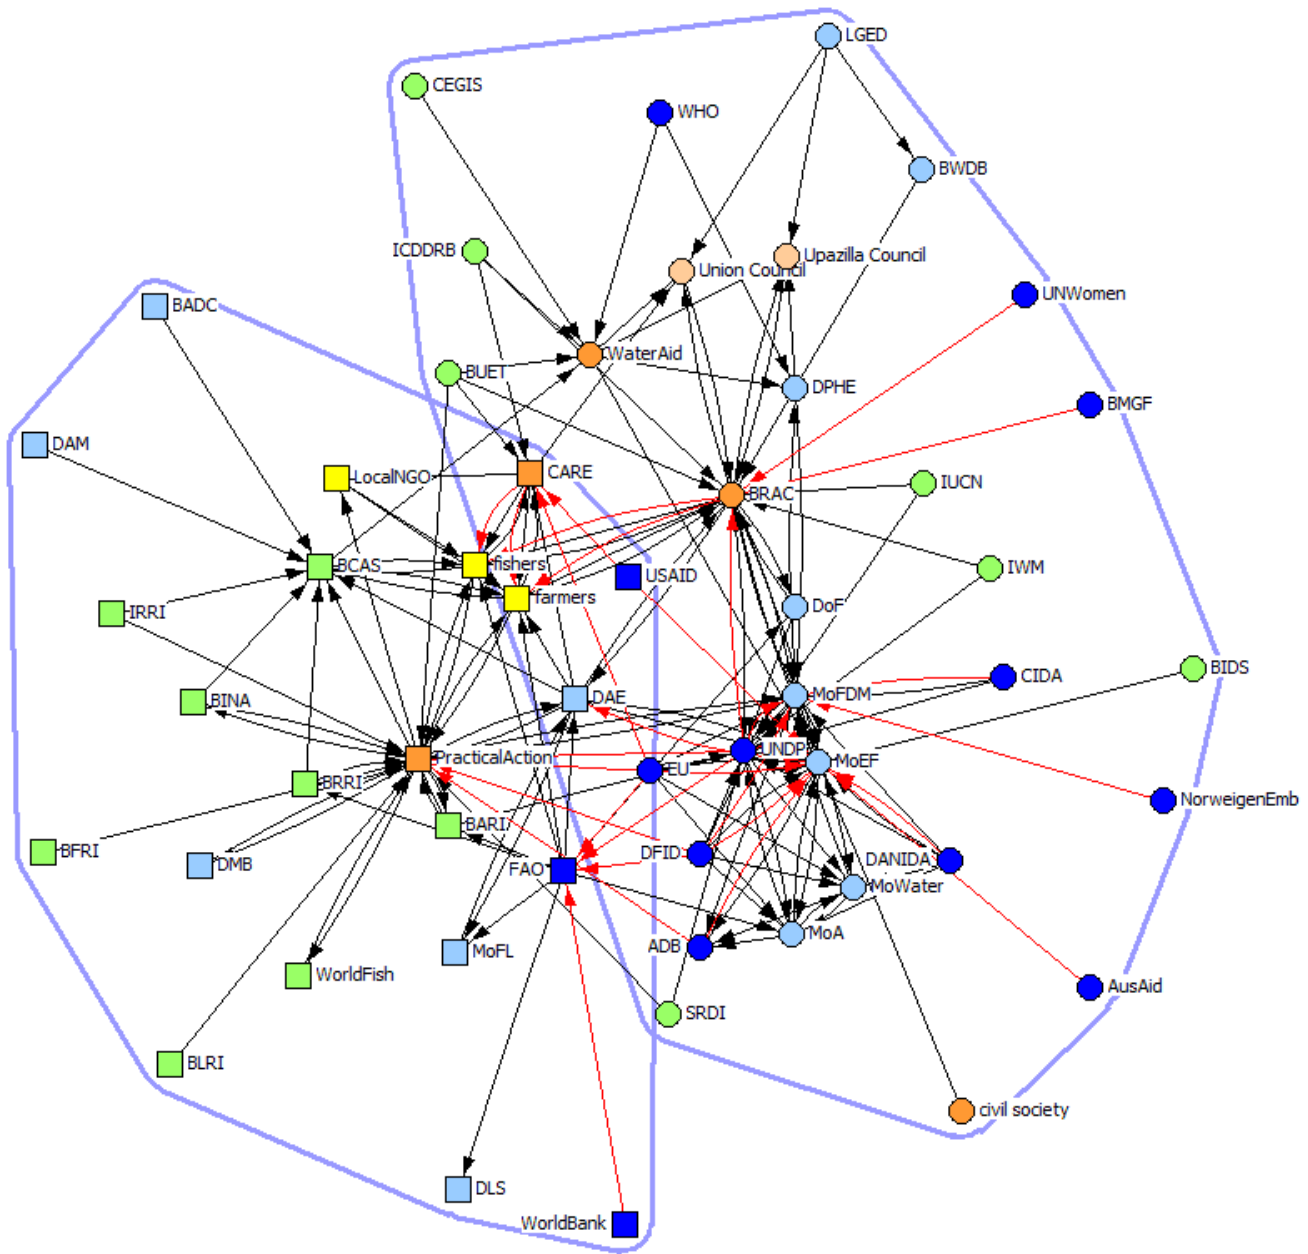 LGED
CEGIS
WHO
BWDB
ICDDRB
Union Council
Upazilla Council
UNWomen
BADC
WaterAid
BUET
DPHE
BMGF
DAM
LocalNGO
CARE
BRAC
IUCN
BCAS
fishers
USAID
IWM
farmers
DoF
IRRI
BIDS
CIDA
BINA
DAE
MoFDM
PracticalAction
EU
UNDP
MoEF
BRRI
NorweigenEmb
BARI
BFRI
DMB
FAO
DFID
DANIDA
MoWater
MoFL
ADB
MoA
WorldFish
AusAid
SRDI
BLRI
civil society
DLS
WorldBank